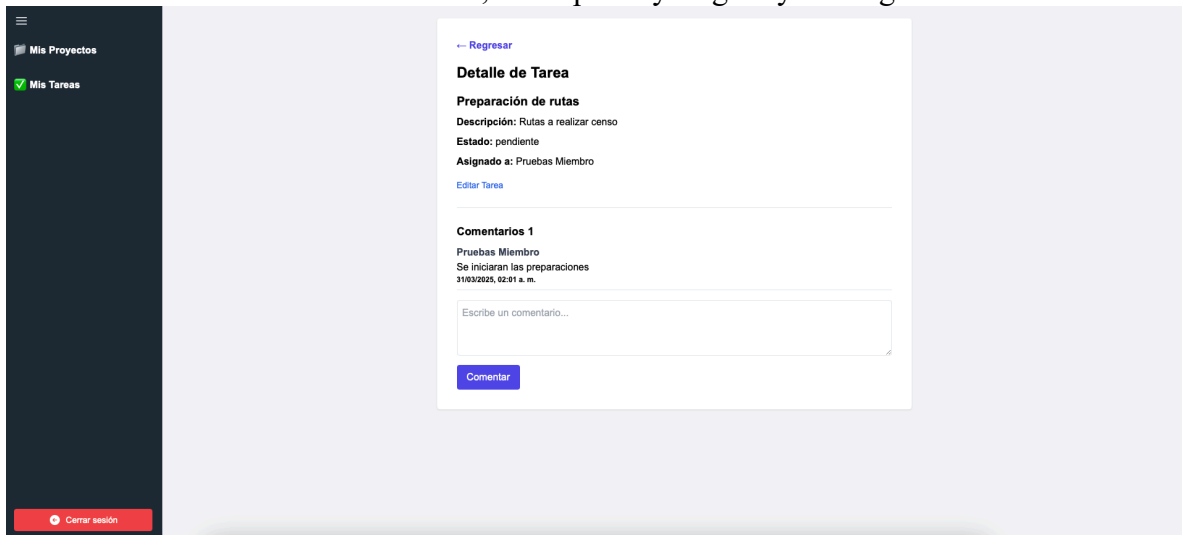 Mis Proyectos
Mis Tareas
Cerrar sesión
← Regresar
Detalle de Tarea
Preparación de rutas
Descripción: Rutas a realizar censo
Estado: pendiente
Asignado a: Pruebas Miembro
Editar Tarea
Comentarios 1
Pruebas Miembro
Se iniciaran las preparaciones
31/03/2025, 02:01 a. m.
Escribe un comentario...
Comentar